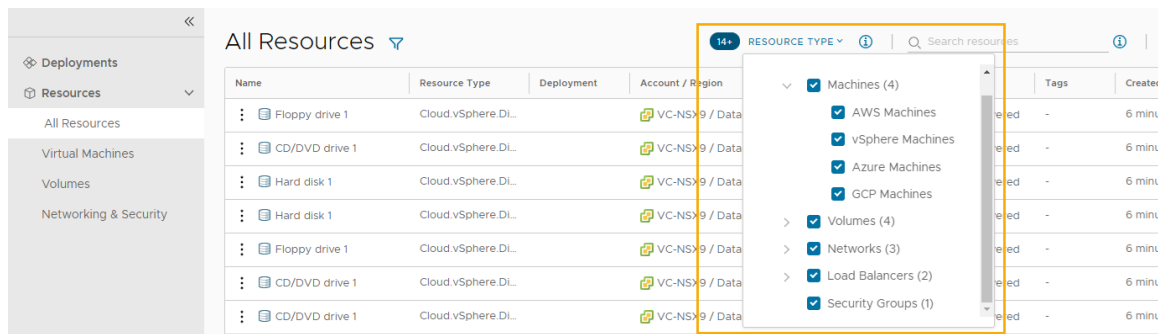 «
All Resources
14+ RESOURCE TYPE
Search resources
Deployments
Resources
All Resources
Virtual Machines
Volumes
Networking & Security
Name Resource Type Deployment Account / Region Tags Created
Floppy drive 1 Cloud.vSphere.Di... VC-NSX9 / Data - 6 minu
CD/DVD drive 1 Cloud.vSphere.Di... VC-NSX9 / Data - 6 minu
Hard disk 1 Cloud.vSphere.Di... VC-NSX9 / Data - 6 minu
Hard disk 1 Cloud.vSphere.Di... VC-NSX9 / Data - 6 minu
Floppy drive 1 Cloud.vSphere.Di... VC-NSX9 / Data - 6 minu
CD/DVD drive 1 Cloud.vSphere.Di... VC-NSX9 / Data - 6 minu
CD/DVD drive 1 Cloud.vSphere.Di... VC-NSX9 / Data - 6 minu
Machines (4)
AWS Machines
vSphere Machines
Azure Machines
GCP Machines
Volumes (4)
Networks (3)
Load Balancers (2)
Security Groups (1)